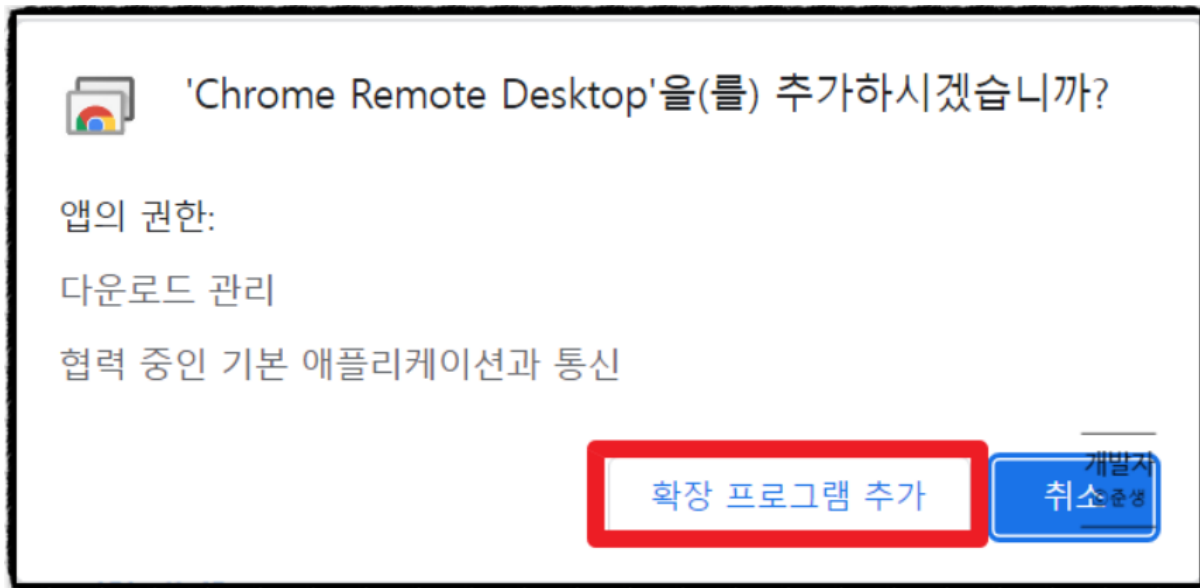 'Chrome Remote Desktop'을(를) 추가하시겠습니까?
앱의 권한:
다운로드 관리
협력 중인 기본 애플리케이션과 통신
확장 프로그램 추가
취소
개발자